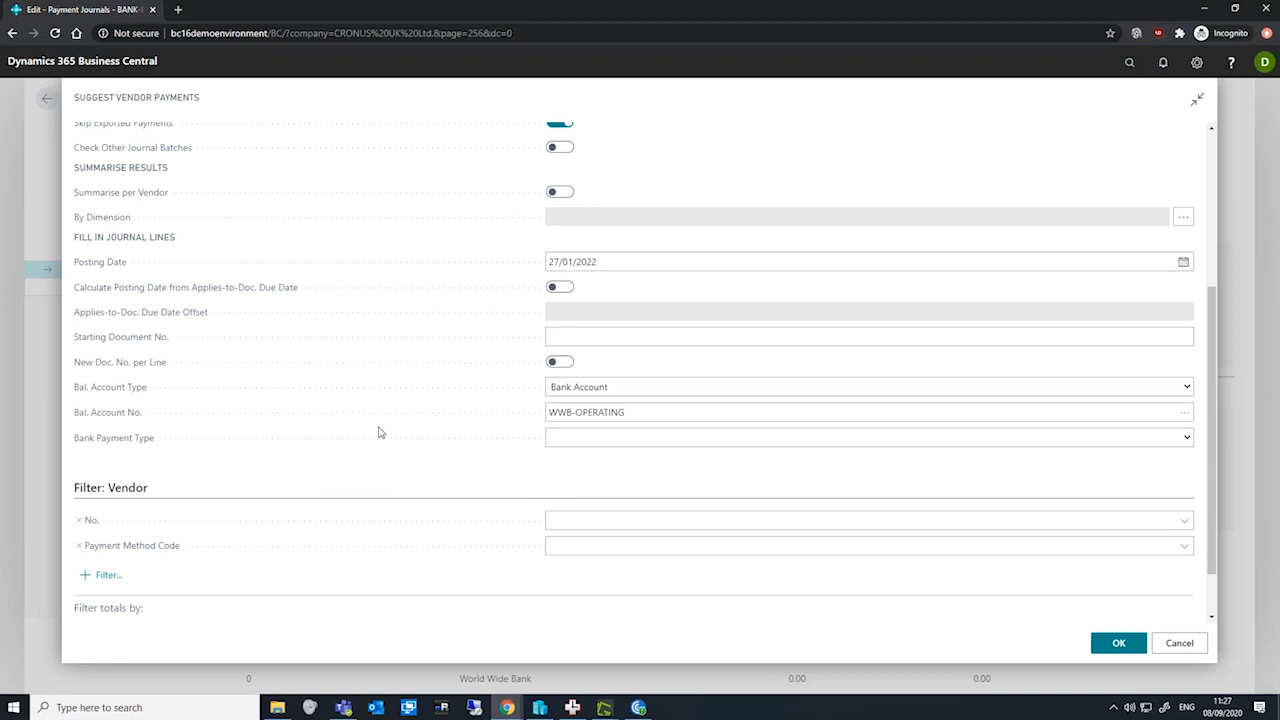 Edit - Payment Journals - BANK-
Not secure
bc16demoenvironment/BC/?company=CRONUS%20UK%20Ltd.&page=256&dc=0
Incognito
Dynamics 365 Business Central
D
SUGGEST VENDOR PAYMENTS
Skip Exported Payments
Check Other Journal Batches
SUMMARISE RESULTS
Summarise per Vendor
By Dimension
FILL IN JOURNAL LINES
Posting Date 27/01/2022
Calculate Posting Date from Applies-to-Doc. Due Date
Applies-to-Doc. Due Date Offset
Starting Document No.
New Doc. No. per Line
Bal. Account Type Bank Account
Bal. Account No. WWB-OPERATING
Bank Payment Type
Filter: Vendor
No.
Payment Method Code
Filter...
Filter totals by:
OK Cancel
0 World Wide Bank 0.00 0.00
Type here to search
ENG
11:27
08/09/2020